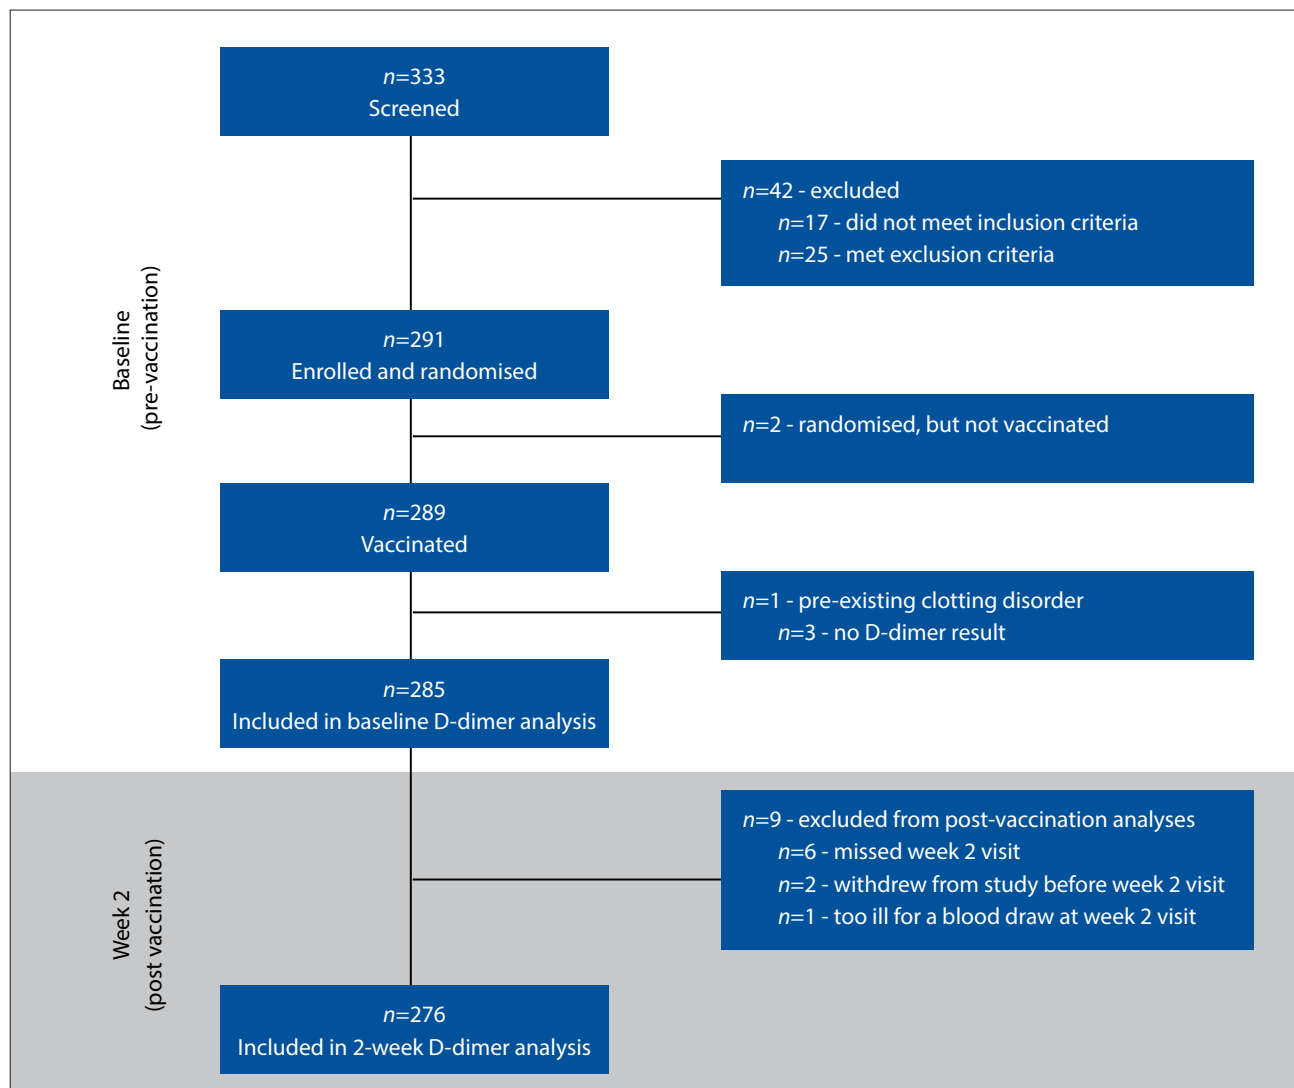 n=333
Screened
n=42 - excluded
n=17 - did not meet inclusion criteria
n=25 - met exclusion criteria
Baseline
(pre-vaccination)
n=291
Enrolled and randomised
n=2 - randomised, but not vaccinated
n=289
Vaccinated
n=1 - pre-existing clotting disorder
n=3 - no D-dimer result
n=285
Included in baseline D-dimer analysis
Week 2
(post vaccination)
n=9 - excluded from post-vaccination analyses
n=6 - missed week 2 visit
n=2 - withdrew from study before week 2 visit
n=1 - too ill for a blood draw at week 2 visit
n=276
Included in 2-week D-dimer analysis